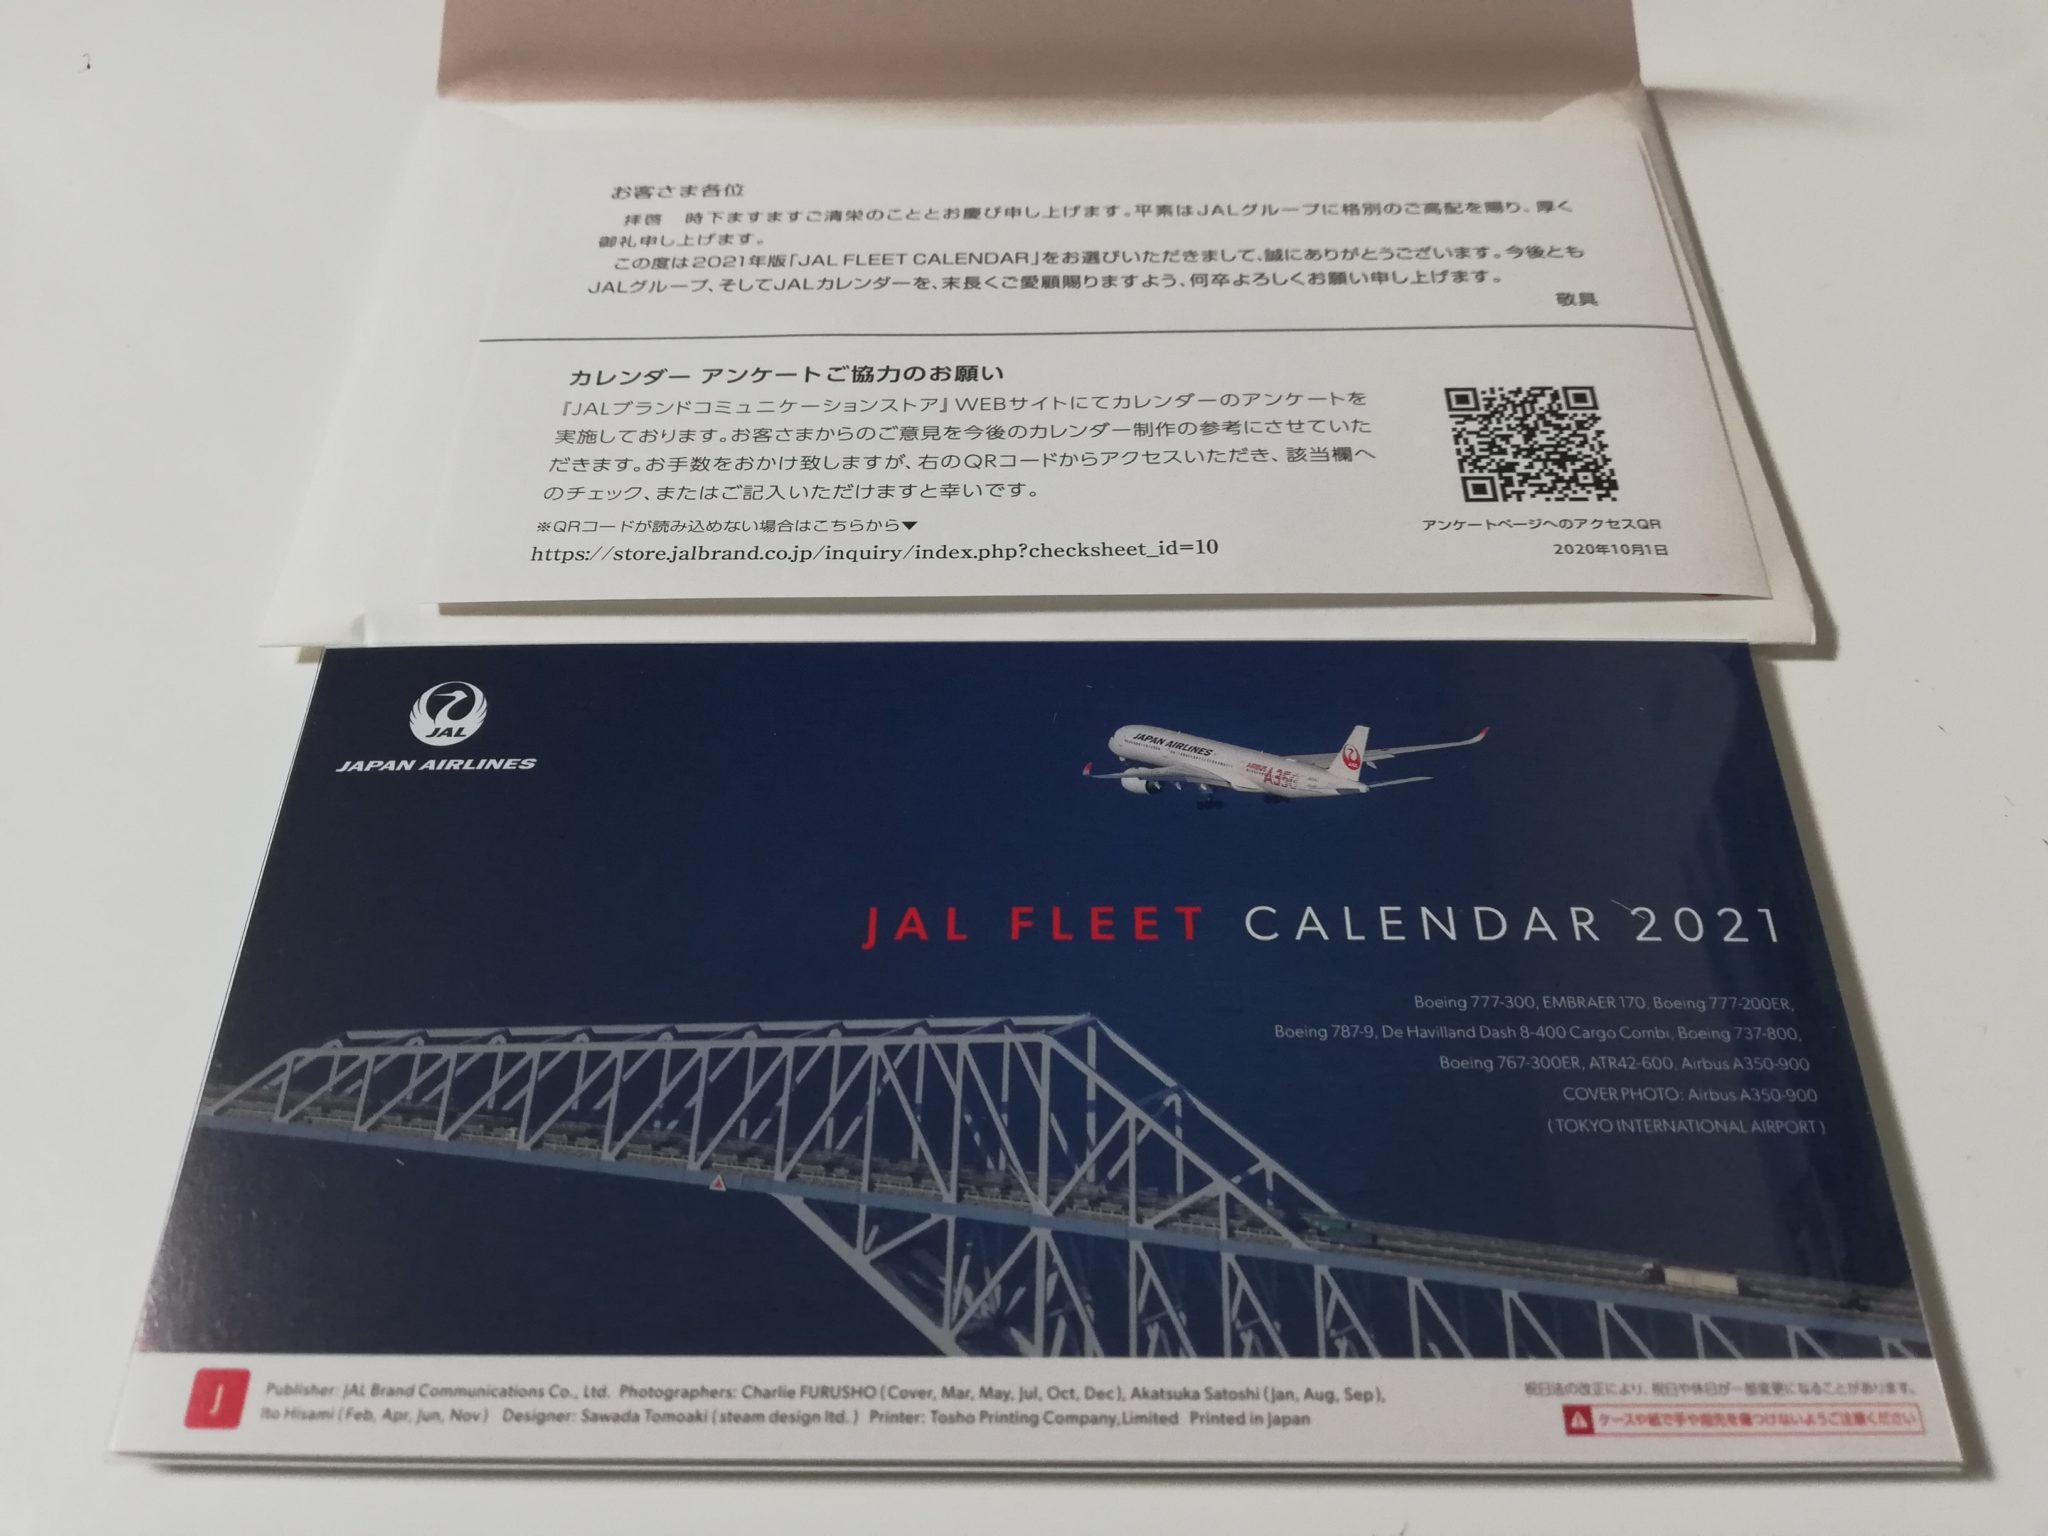 お客さま各位
拝啓　時下ますますご清栄のこととお慶び申し上げます。平素はJALグループに格別のご高配を賜り、厚く
御礼申し上げます。
この度は2021年版「JAL FLEET CALENDAR」をお選びいただきまして、誠にありがとうございます。今後とも
JALグループ、そしてJALカレンダーを、末長くご愛顧賜りますよう、何卒よろしくお願い申し上げます。
敬具
カレンダー アンケートご協力のお願い
『JALブランドコミュニケーションストア』WEBサイトにてカレンダーのアンケートを
実施しております。お客さまからのご意見を今後のカレンダー制作の参考にさせていた
だきます。お手数をおかけ致しますが、右のQRコードからアクセスいただき、該当欄へ
のチェック、またはご記入いただけますと幸いです。
※QRコードが読み込めない場合はこちらから▼
https://store.jalbrand.co.jp/inquiry/index.php?checksheet_id=10
アンケートページへのアクセスQR
2020年10月1日
JAL
JAPAN AIRLINES
JAPAN AIRLINES
AIRBUS A350
JAL
JAL FLEET CALENDAR 2021
Boeing 777-300, EMBRAER 170, Boeing 777-200ER,
Boeing 787-9, De Havilland Dash 8-400 Cargo Combi, Boeing 737-800,
Boeing 767-300ER, ATR42-600, Airbus A350-900
COVER PHOTO: Airbus A350-900
(TOKYO INTERNATIONAL AIRPORT)
J
Publisher: JAL Brand Communications Co., Ltd. Photographers: Charlie FURUSHO (Cover, Mar, May, Jul, Oct, Dec), Akatsuka Satoshi (Jan, Aug, Sep),
Ito Hisami (Feb, Apr, Jun, Nov) Designer: Sawada Tomoaki (steam design ltd.) Printer: Tosho Printing Company, Limited Printed in Japan
祝日法の改正により、祝日や休日が一部変更になることがあります。
ケースや紙で手や指先を傷つけないようご注意ください